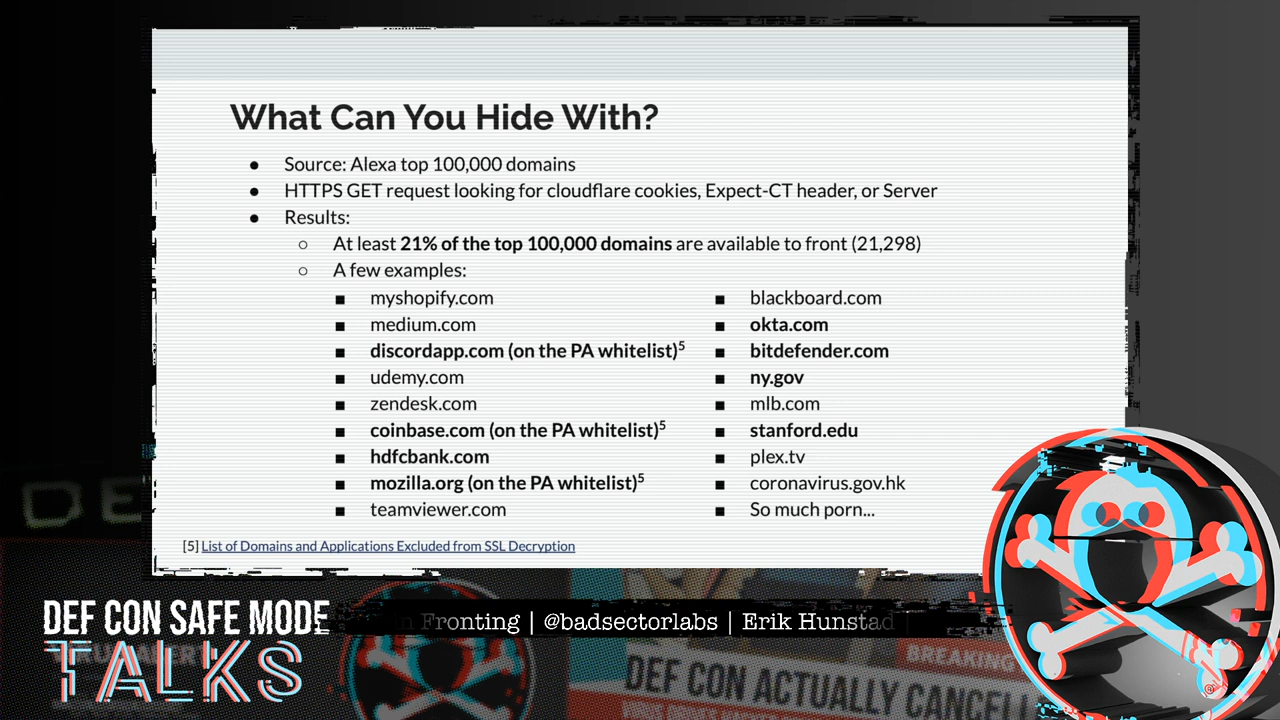 What Can You Hide With?
● Source: Alexa top 100,000 domains
● HTTPS GET request looking for cloudflare cookies, Expect-CT header, or Server
● Results:
○ At least 21% of the top 100,000 domains are available to front (21,298)
○ A few examples:
■ myshopify.com
■ medium.com
■ discordapp.com (on the PA whitelist)5
■ udemy.com
■ zendesk.com
■ coinbase.com (on the PA whitelist)5
■ hdfcbank.com
■ mozilla.org (on the PA whitelist)5
■ teamviewer.com
■ blackboard.com
■ okta.com
■ bitdefender.com
■ ny.gov
■ mlb.com
■ stanford.edu
■ plex.tv
■ coronavirus.gov.hk
■ So much porn...
[5] List of Domains and Applications Excluded from SSL Decryption
DEF CON SAFE MODE
TALKS
Fronting | @badsectorlabs | Erik Hunstad
BREAKING
DEF CON ACTUALLY CANCELL